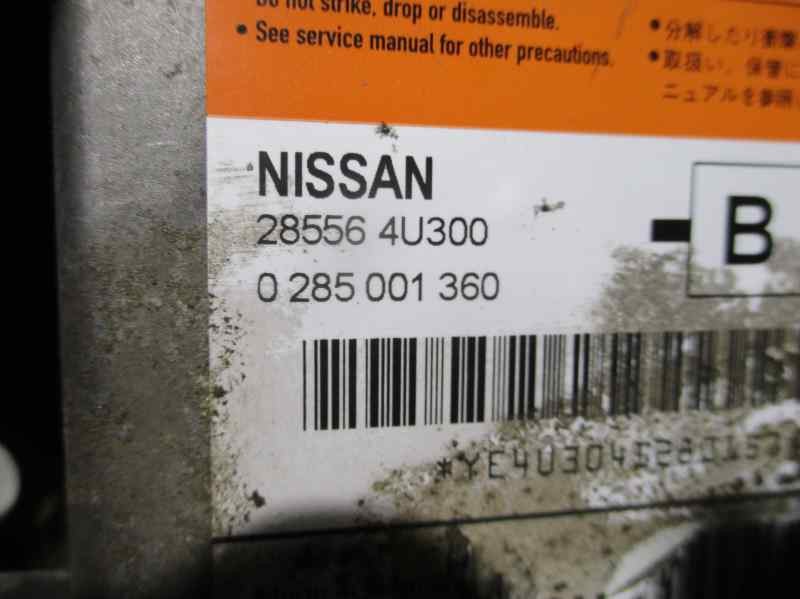 Do not strike, drop or disassemble.
• See service manual for other precautions.
• 分解したり衝撃
• 取扱い、保管に
ニュアルを参照
NISSAN
28556 4U300
B
0 285 001 360